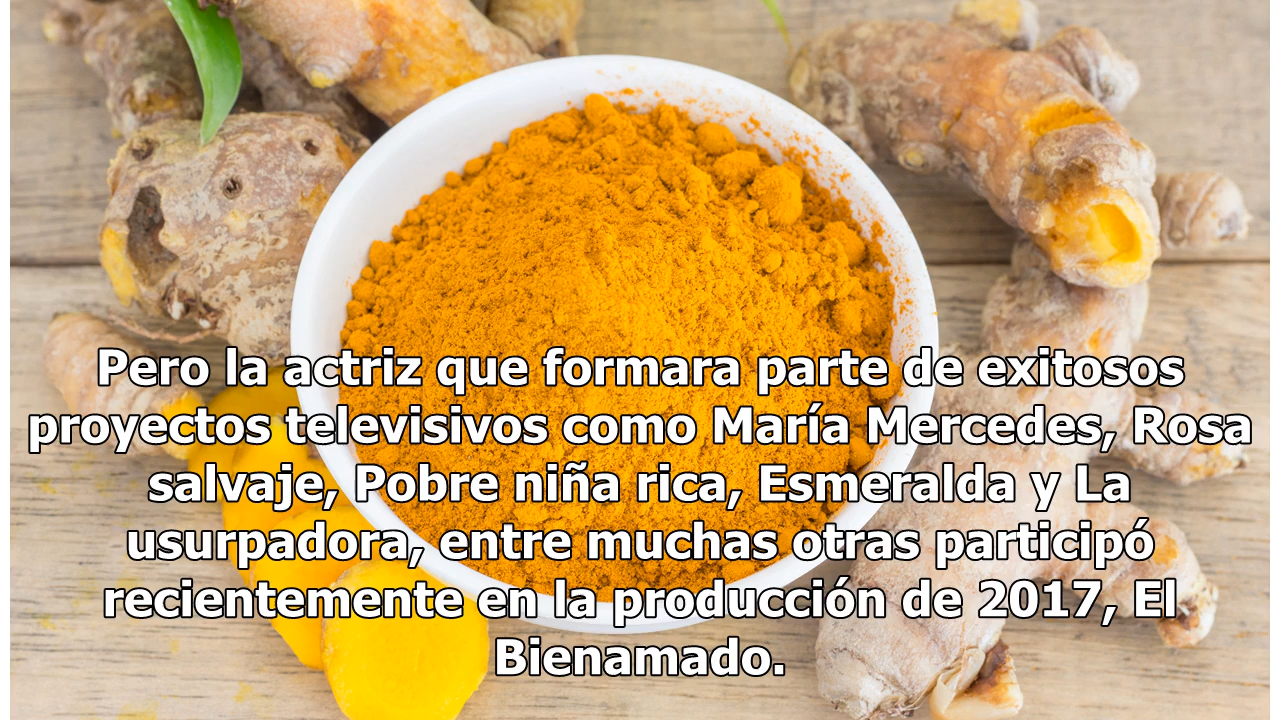 Pero la actriz que formara parte de exitosos
proyectos televisivos como María Mercedes, Rosa
salvaje, Pobre niña rica, Esmeralda y La
usurpadora, entre muchas otras participó
recientemente en la producción de 2017, El
Bienamado.